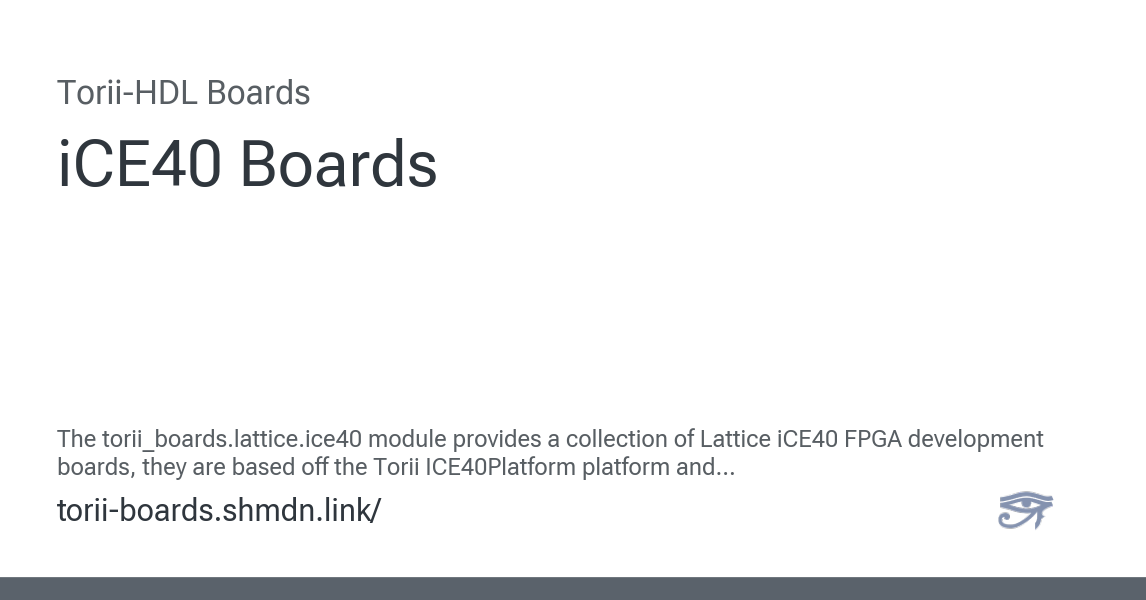 Torii-HDL Boards
iCE40 Boards
The torii_boards.lattice.ice40 module provides a collection of Lattice iCE40 FPGA development
boards, they are based off the Torii ICE40Platform platform and...
torii-boards.shmdn.link/